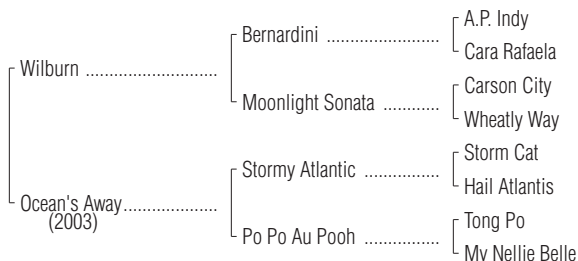 A.P. Indy
Bernardini
Cara Rafaela
Wilburn
Carson City
Moonlight Sonata
Wheatly Way
Storm Cat
Stormy Atlantic
Hail Atlantis
Ocean's Away
(2003)
Tong Po
Po Po Au Pooh
My Nellie Belle